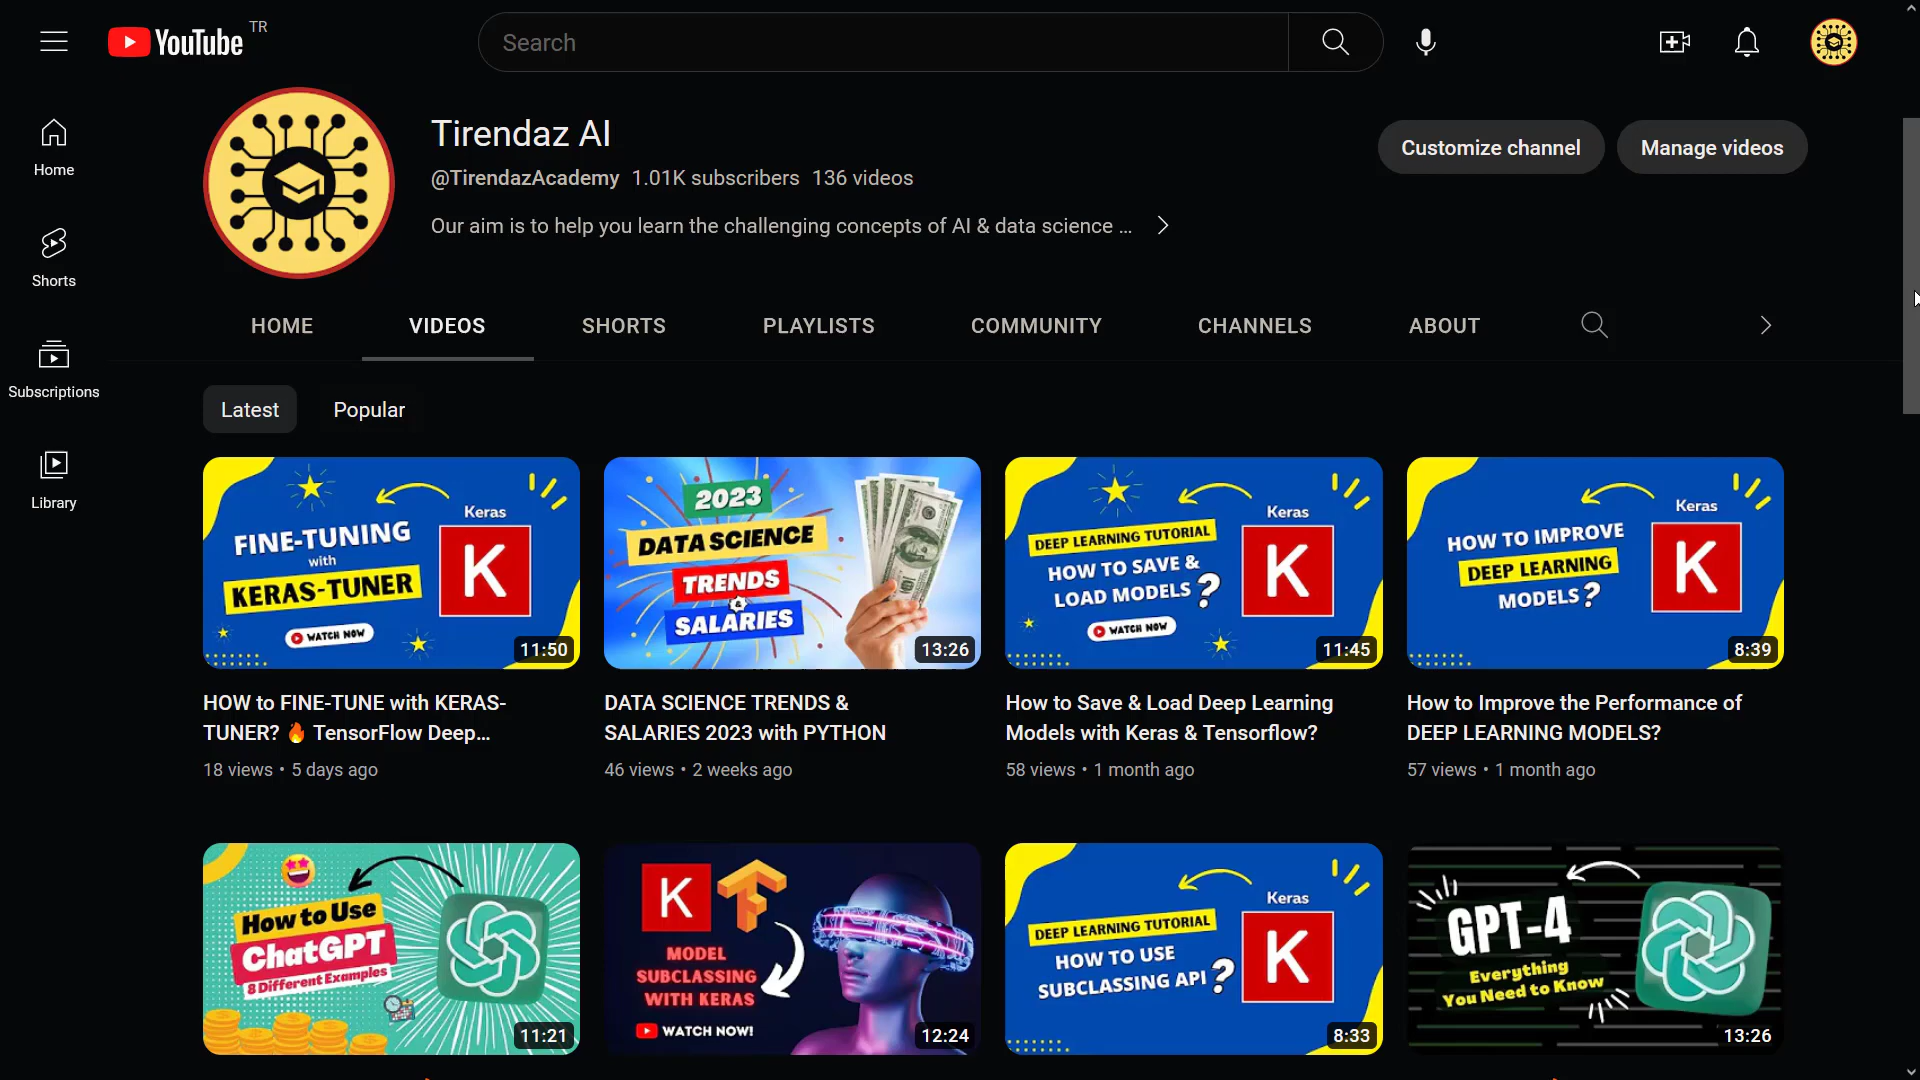 YouTube TR
Search
Home
Shorts
Subscriptions
Library
Tirendaz AI
@TirendazAcademy 1.01K subscribers 136 videos
Our aim is to help you learn the challenging concepts of AI & data science ...
Customize channel
Manage videos
HOME VIDEOS SHORTS PLAYLISTS COMMUNITY CHANNELS ABOUT
Latest
Popular
FINE-TUNING
with
KERAS-TUNER
WATCH NOW
Keras
K
11:50
HOW to FINE-TUNE with KERAS-
TUNER? 🔥 TensorFlow Deep...
18 views • 5 days ago
2023
DATA SCIENCE
TRENDS
&
SALARIES
13:26
DATA SCIENCE TRENDS &
SALARIES 2023 with PYTHON
46 views • 2 weeks ago
DEEP LEARNING TUTORIAL
HOW TO SAVE &
LOAD MODELS ?
WATCH NOW
Keras
K
11:45
How to Save & Load Deep Learning
Models with Keras & Tensorflow?
58 views • 1 month ago
HOW TO IMPROVE
DEEP LEARNING
MODELS ?
Keras
K
8:39
How to Improve the Performance of
DEEP LEARNING MODELS?
57 views • 1 month ago
How to Use
ChatGPT
8 Different Examples
11:21
K
MODEL
SUBCLASSING
WITH KERAS
WATCH NOW!
12:24
DEEP LEARNING TUTORIAL
HOW TO USE
SUBCLASSING API ?
Keras
K
8:33
GPT-4
Everything
You Need to Know
13:26